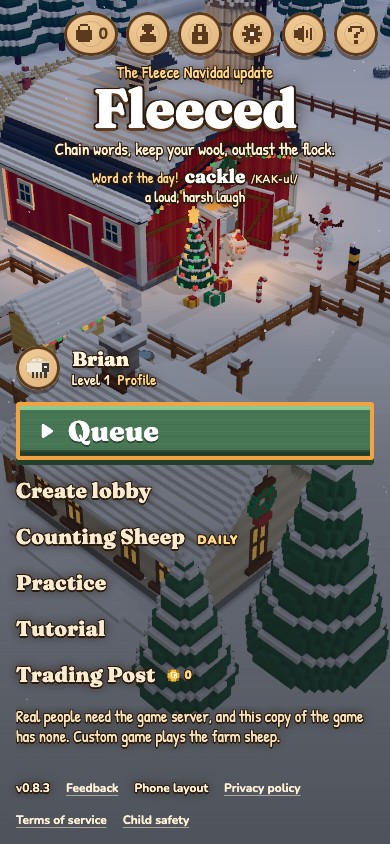 0
The Fleece Navidad update
Fleeced
Chain words, keep your wool, outlast the flock.
Word of the day! cackle /KAK-ul/
a loud, harsh laugh
Brian
Level 1 Profile
Queue
Create lobby
Counting Sheep DAILY
Practice
Tutorial
Trading Post 0
Real people need the game server, and this copy of the game
has none. Custom game plays the farm sheep.
v0.8.3 Feedback Phone layout Privacy policy
Terms of service Child safety